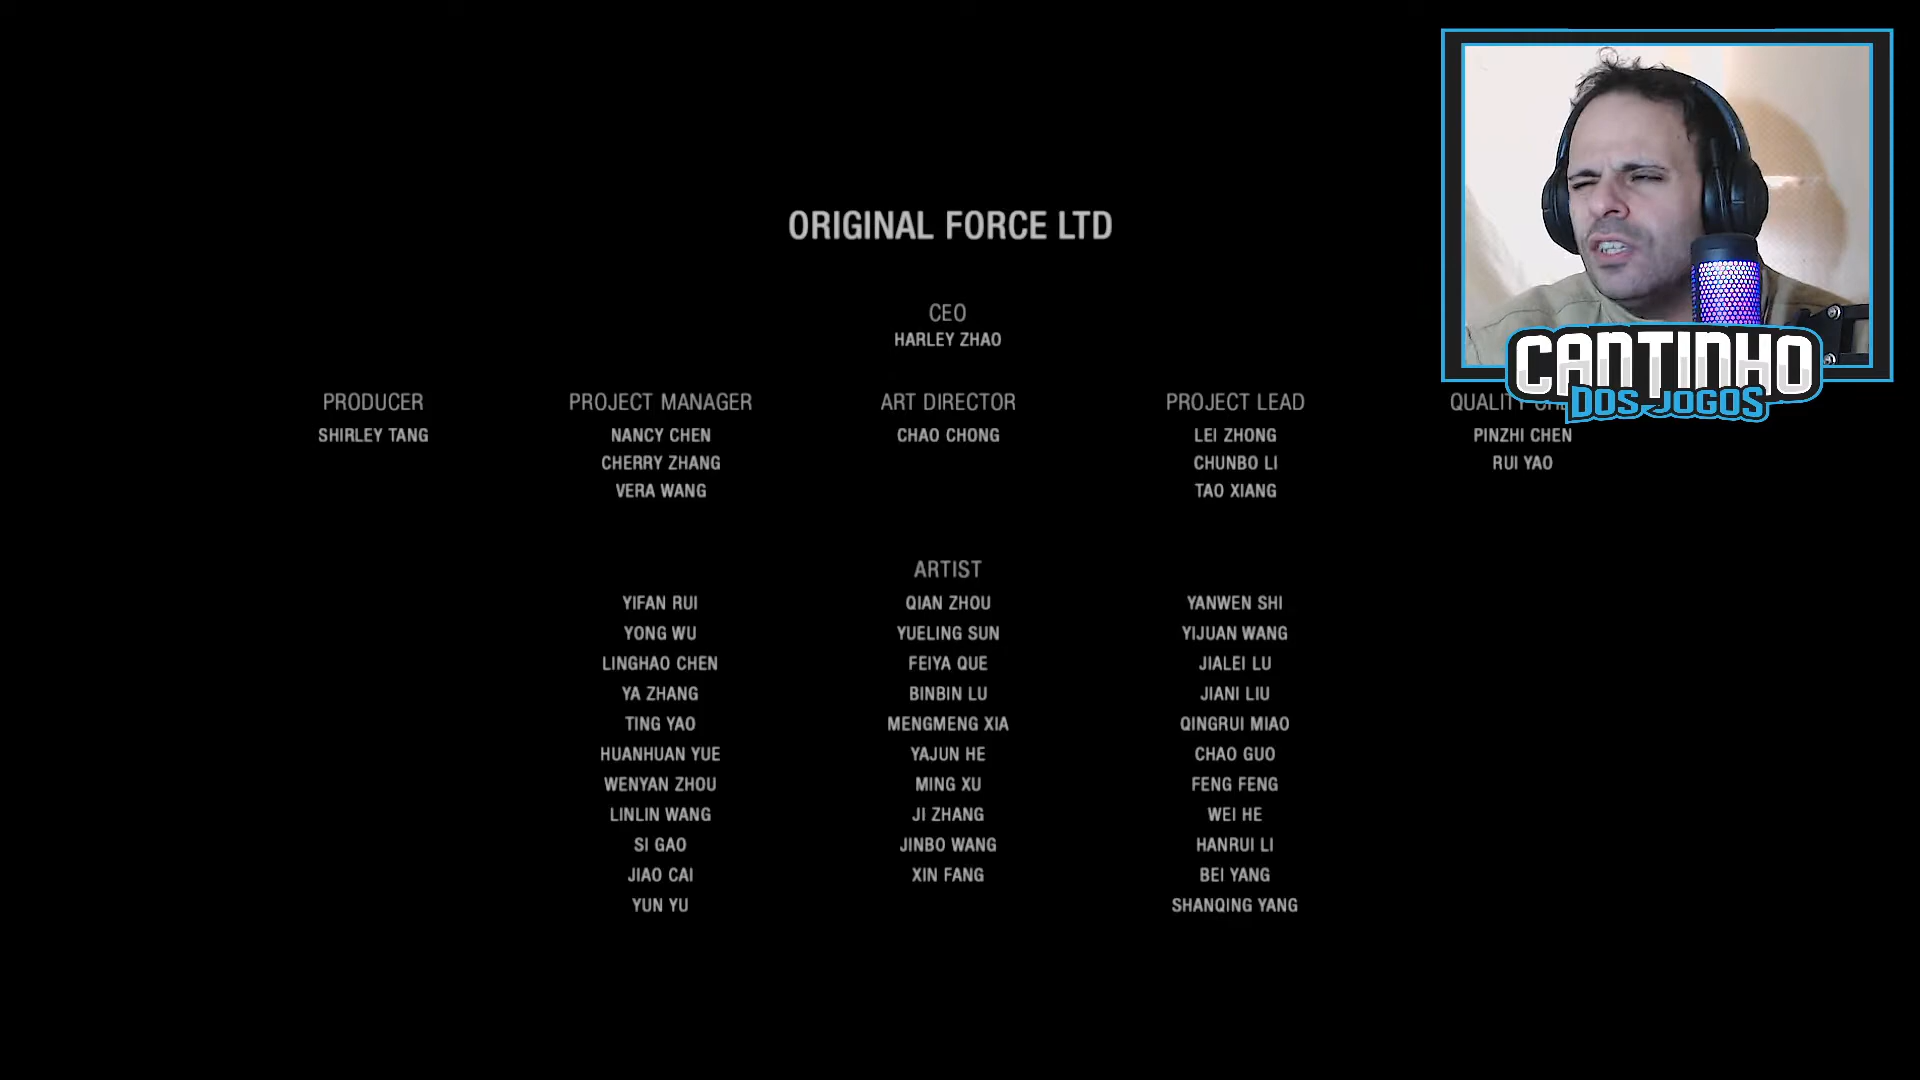 ORIGINAL FORCE LTD
CEO
HARLEY ZHAO
PRODUCER PROJECT MANAGER ART DIRECTOR PROJECT LEAD QUALITY
SHIRLEY TANG NANCY CHEN CHAO CHONG LEI ZHONG PINZHI CHEN
CHERRY ZHANG CHUNBO LI RUI YAO
VERA WANG TAO XIANG
ARTIST
YIFAN RUI QIAN ZHOU YANWEN SHI
YONG WU YUELING SUN YIJUAN WANG
LINGHAO CHEN FEIYA QUE JIALEI LU
YA ZHANG BINBIN LU JIANI LIU
TING YAO MENGMENG XIA QINGRUI MIAO
HUANHUAN YUE YAJUN HE CHAO GUO
WENYAN ZHOU MING XU FENG FENG
LINLIN WANG JI ZHANG WEI HE
SI GAO JINBO WANG HANRUI LI
JIAO CAI XIN FANG BEI YANG
YUN YU SHANQING YANG
CANTINHO
DOS JOGOS